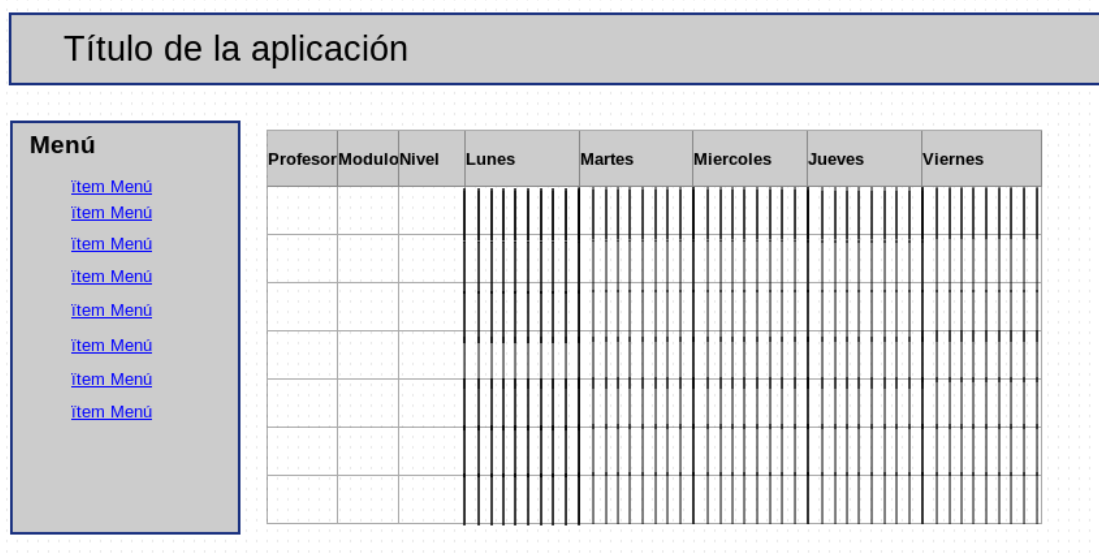 Título de la aplicación
Menú
ïtem Menú
ïtem Menú
ïtem Menú
ïtem Menú
ïtem Menú
ïtem Menú
ïtem Menú
ïtem Menú
Profesor Modulo Nivel Lunes Martes Miercoles Jueves Viernes